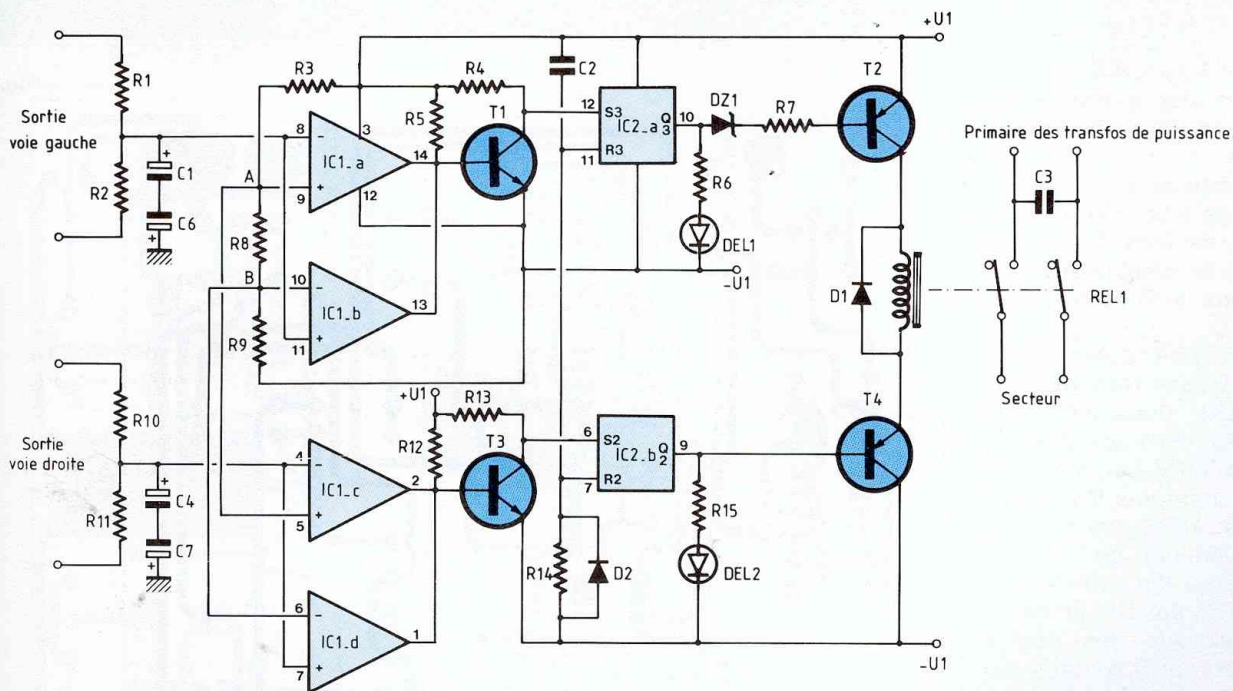 +U1
R1
R3
R4
C2
T2
Sortie
voie gauche
R5
T1
12
S3
IC2_a
Q
3
10
DZ1
R7
Primaire des transfos de puissance
8
3
IC1_a
14
R3
11
C3
R2
C1
A
+
9
12
R6
C6
R8
DEL1
B
10
−
IC1_b
13
−U1
D1
REL1
R9
+
11
+U1
R13
Secteur
R10
R12
T3
6
S2
IC2_b
Q
2
9
T4
Sortie
voie droite
4
−
IC1_c
2
R2
7
R11
C4
+
5
R15
C7
R14
D2
DEL2
6
−
IC1_d
1
+
7
−U1